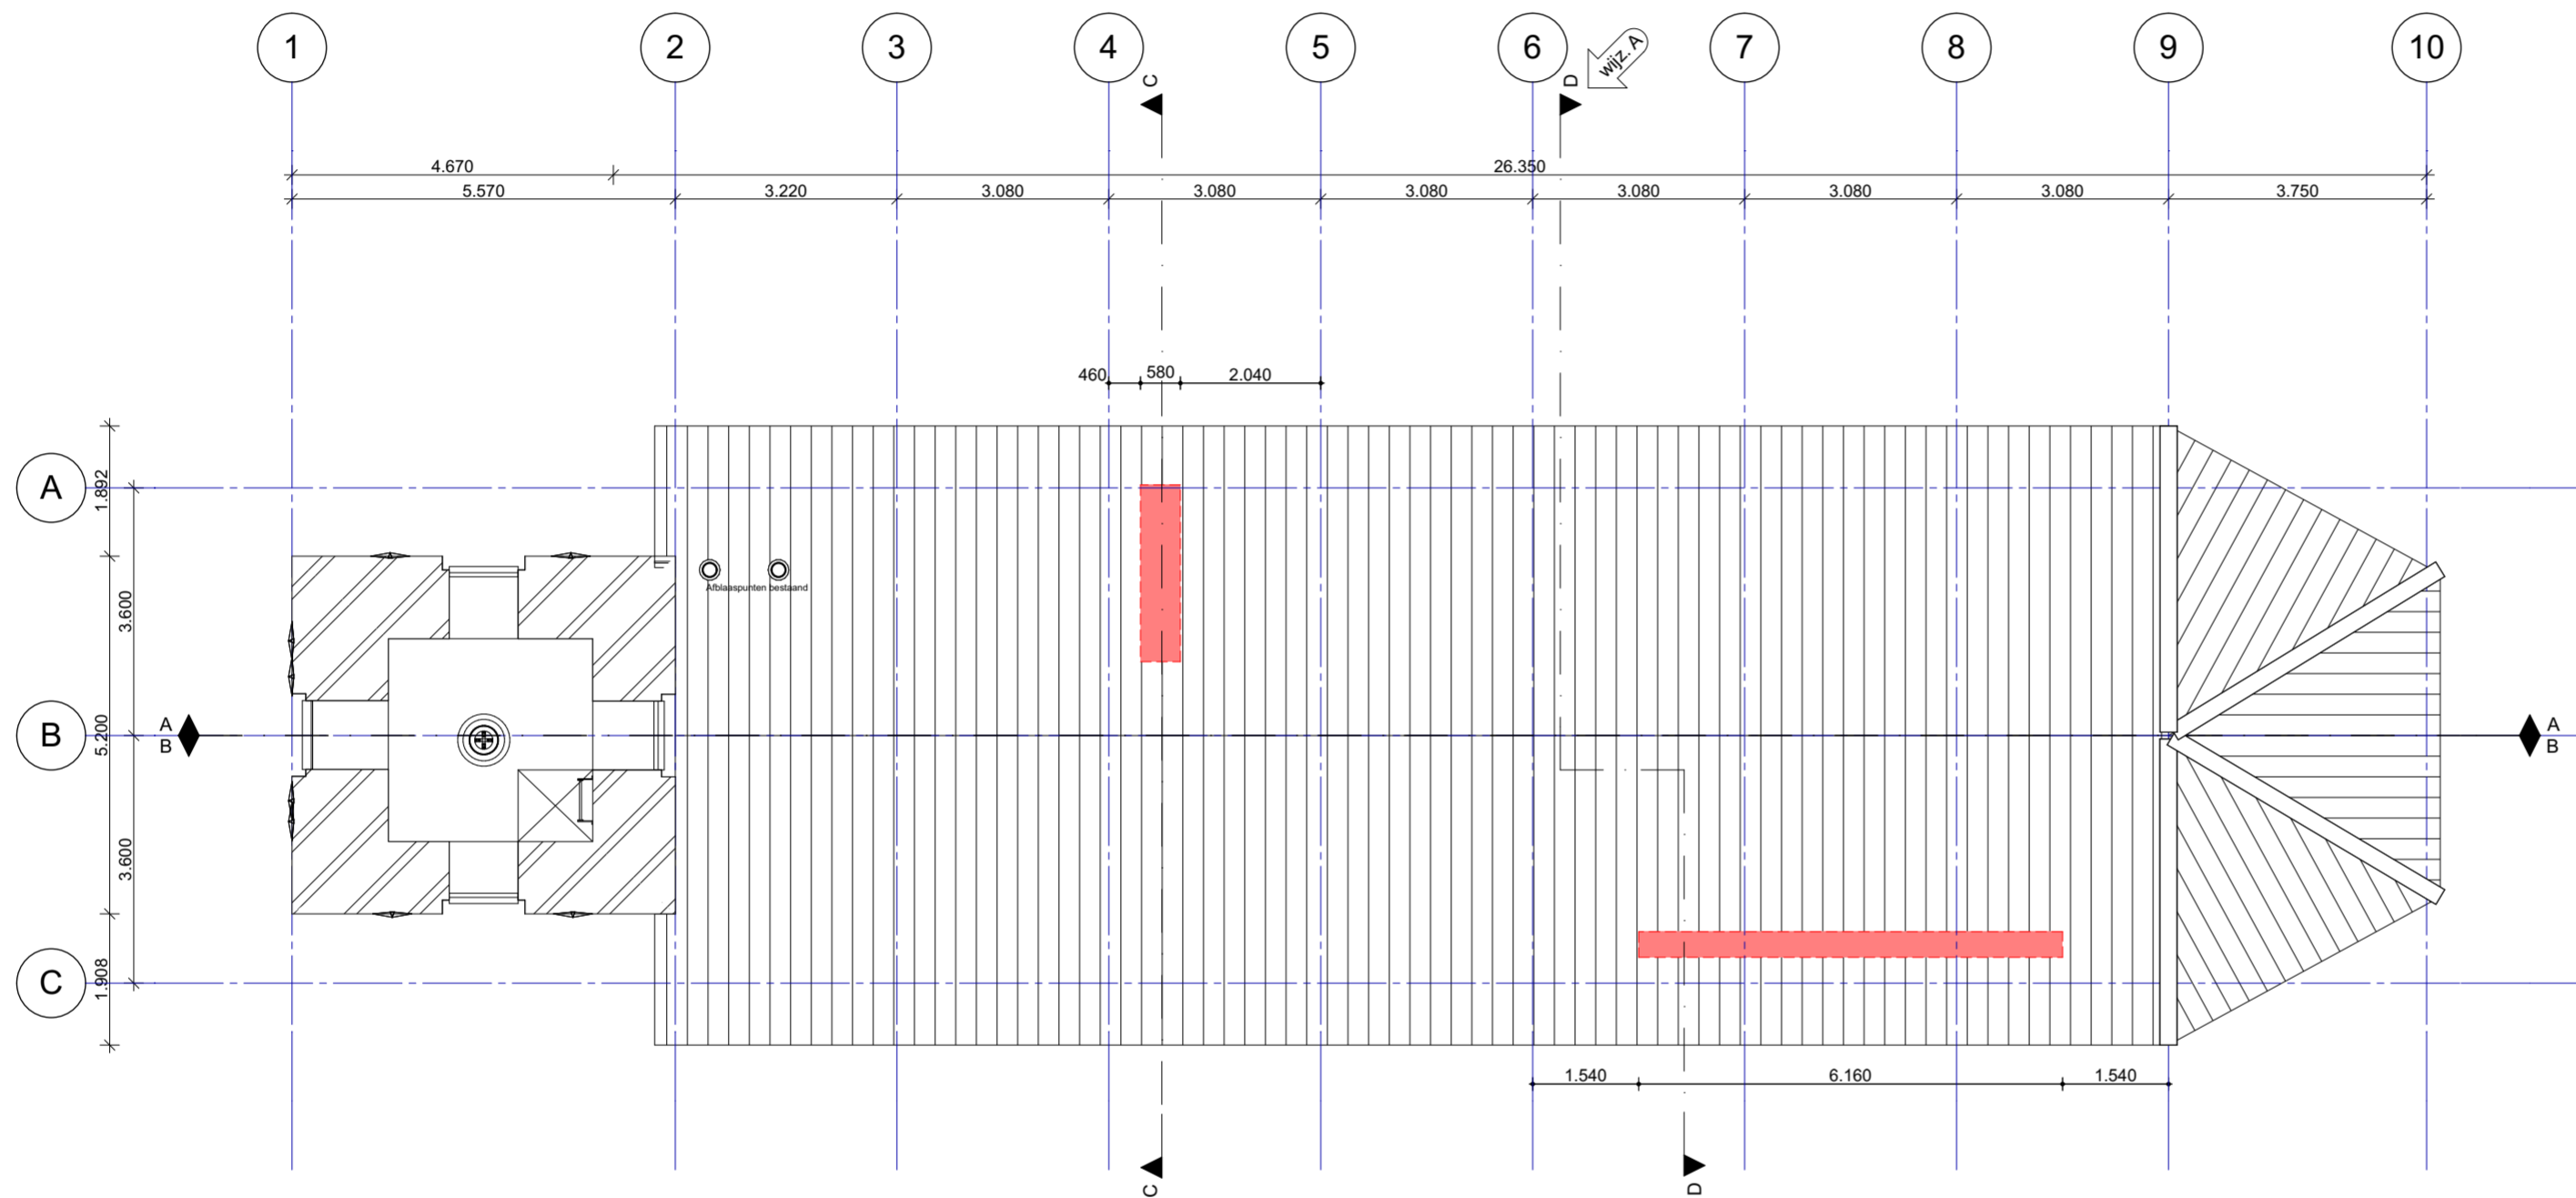 1 2 3 4 5 6 7 8 9 10
wijz. A
C D
4.670 26.350
5.570 3.220 3.080 3.080 3.080 3.080 3.080 3.080 3.750
460 580 2.040
A
1.892
Afblaaspunten bestaand
3.600
B
5.200
A
B
A
B
3.600
C
1.908
1.540 6.160 1.540
C D